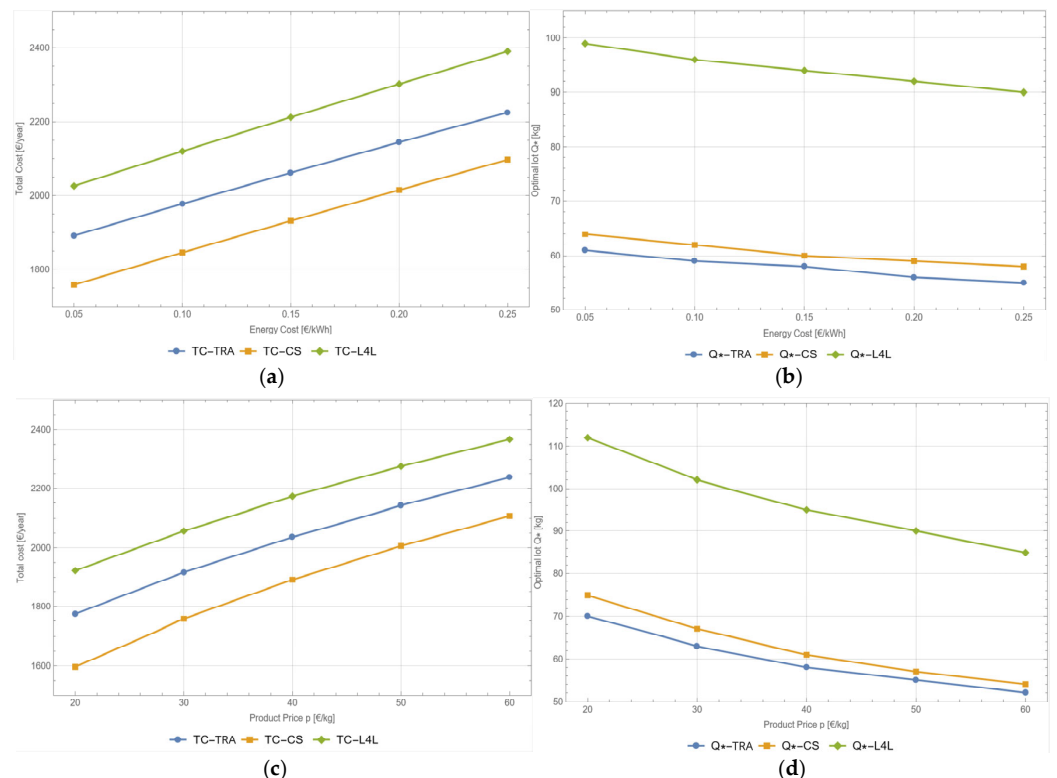 2400
2200
2000
1800
Total Cost [€/year]
0.05 0.10 0.15 0.20 0.25
Energy Cost [€/kWh]
TC-TRA TC-CS TC-L4L
(a)
100
90
80
70
60
50
Optimal lot Q* [kg]
0.05 0.10 0.15 0.20 0.25
Energy Cost [€/kWh]
Q*-TRA Q*-CS Q*-L4L
(b)
2400
2200
2000
1800
1600
Total cost [€/year]
20 30 40 50 60
Product Price p [€/kg]
TC-TRA TC-CS TC-L4L
(c)
120
110
100
90
80
70
60
50
Optimal lot Q* [kg]
20 30 40 50 60
Product Price p [€/kg]
Q*-TRA Q*-CS Q*-L4L
(d)